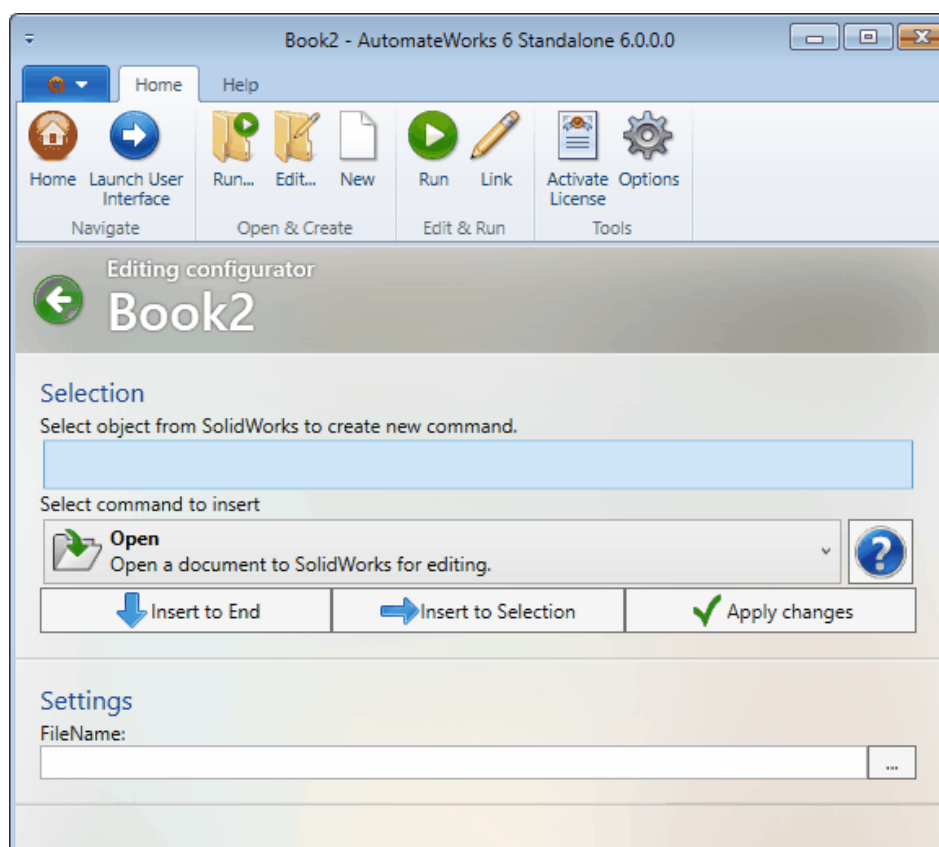 Book2 - AutomateWorks 6 Standalone 6.0.0.0
Home
Help
Home
Launch User
Interface
Run...
Edit...
New
Run
Link
Activate
License
Options
Navigate
Open & Create
Edit & Run
Tools
Editing configurator
Book2
Selection
Select object from SolidWorks to create new command.
Select command to insert
Open
Open a document to SolidWorks for editing.
?
Insert to End
Insert to Selection
Apply changes
Settings
FileName:
...